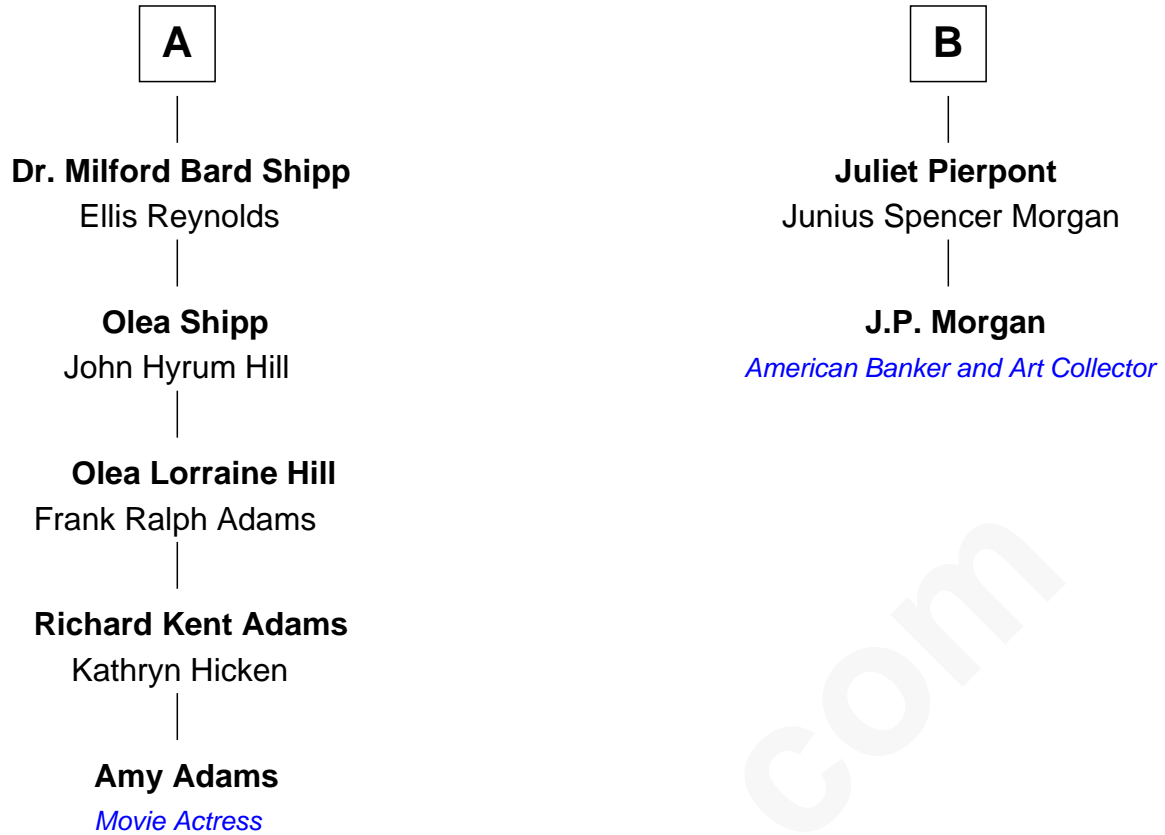 A
Dr. Milford Bard Shipp
Ellis Reynolds
Olea Shipp
John Hyrum Hill
Olea Lorraine Hill
Frank Ralph Adams
Richard Kent Adams
Kathryn Hicken
Amy Adams
Movie Actress
B
Juliet Pierpont
Junius Spencer Morgan
J.P. Morgan
American Banker and Art Collector
com